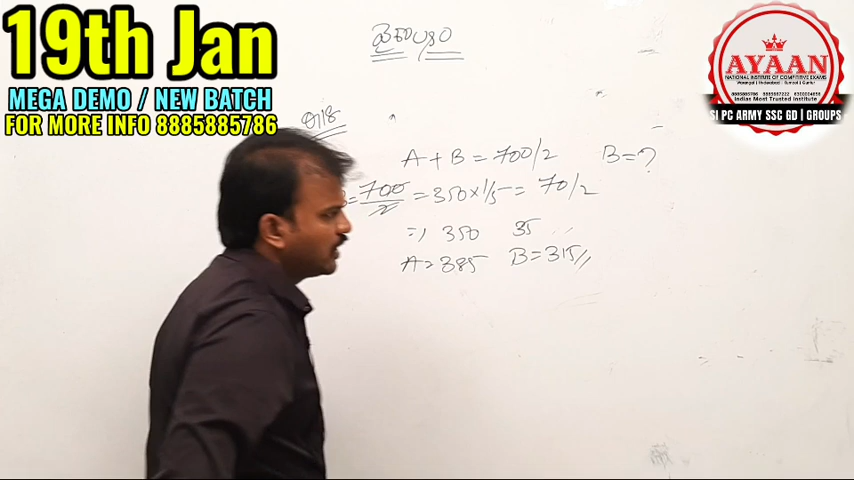 19th Jan
MEGA DEMO / NEW BATCH
FOR MORE INFO 8885885786
AYAAN
NATIONAL INSTITUTE OF COMPETITIVE EXAMS
Indias Most Trusted Institute
SI PC ARMY SSC GD | GROUPS
A + B = 700/2 B = ?
= 700/2 = 350 × 1/5 = 70/2
⇒ 350 35
A = 385 B = 315//